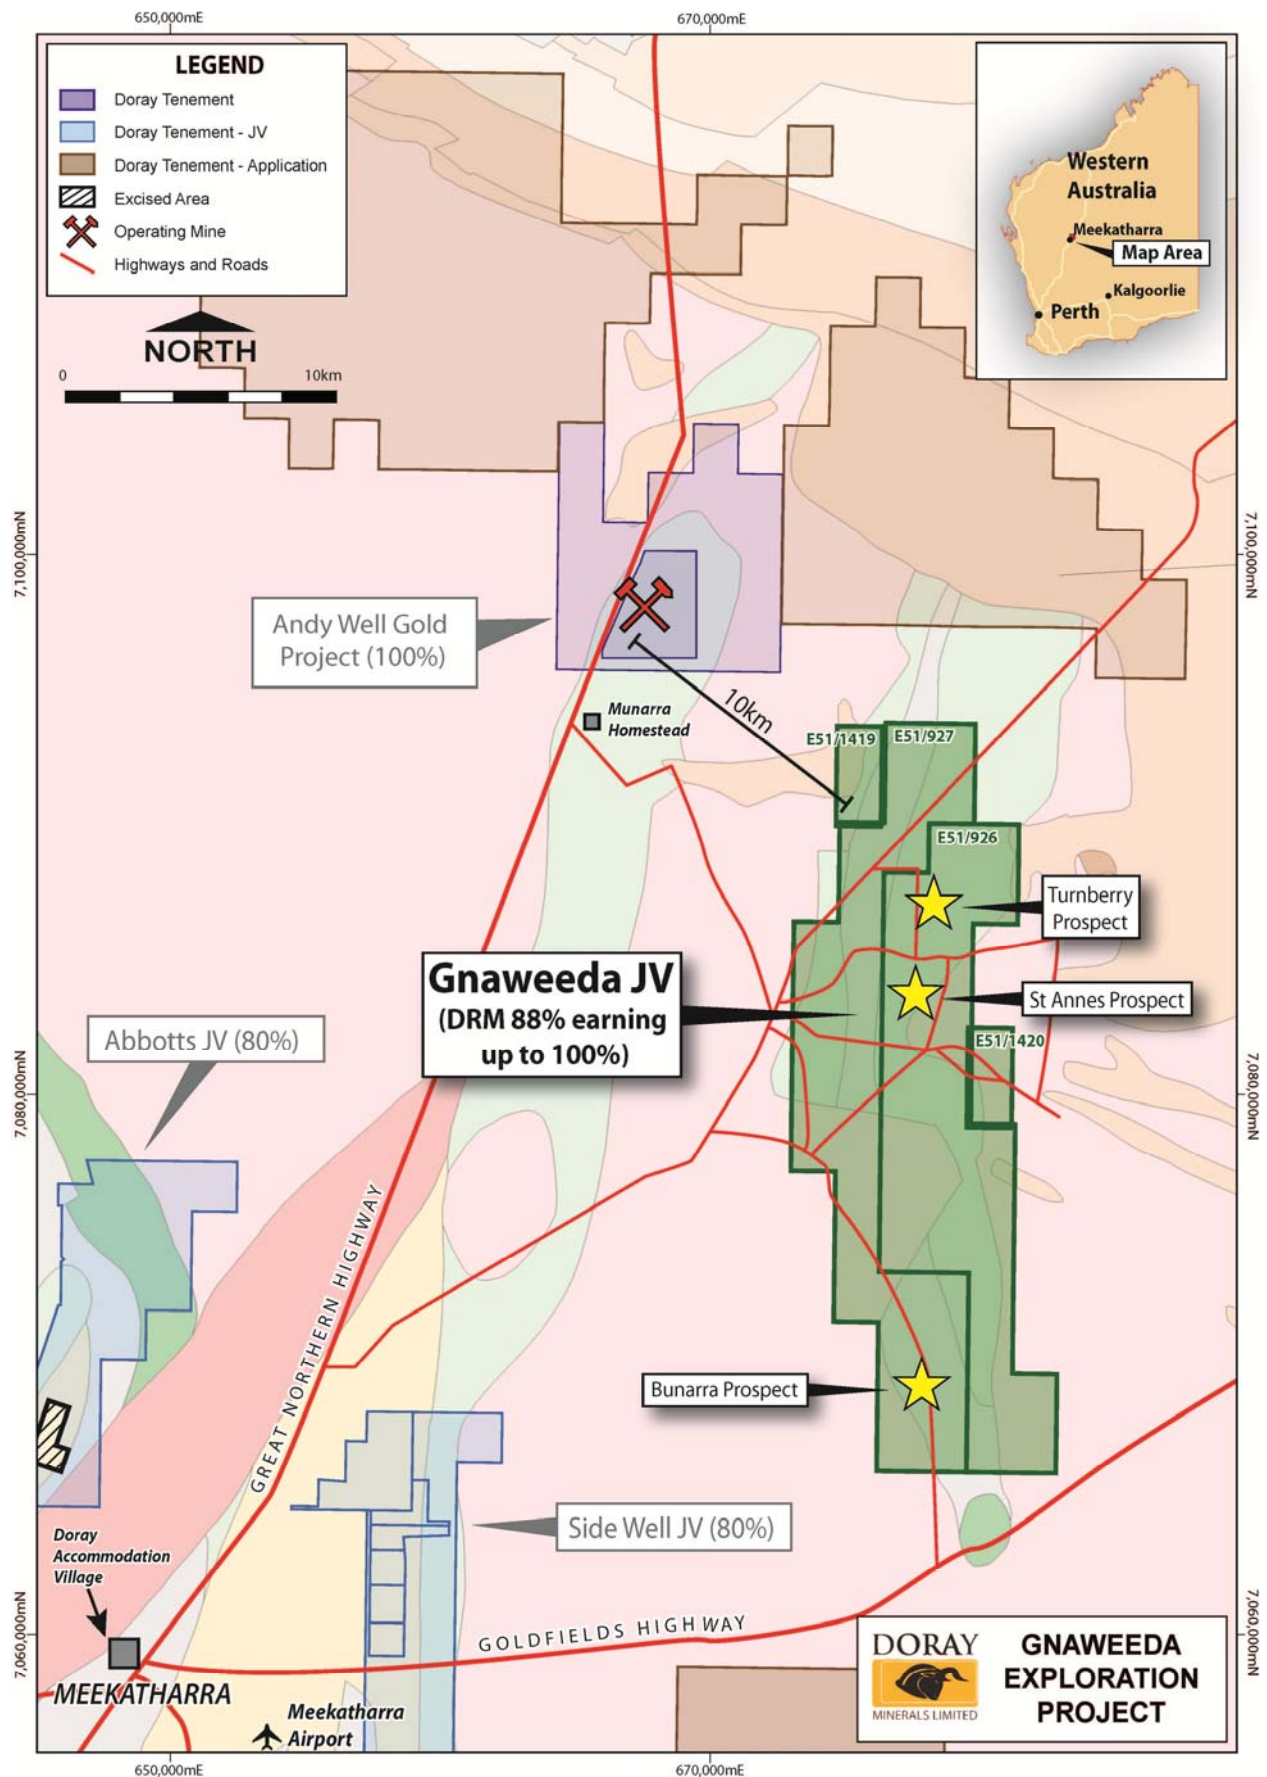 650,000mE
670,000mE
LEGEND
Doray Tenement
Doray Tenement - JV
Doray Tenement - Application
Excised Area
Operating Mine
Highways and Roads
NORTH
0
10km
Western
Australia
Meekatharra
Map Area
Kalgoorlie
Perth
7,100,000mN
7,100,000mN
Andy Well Gold
Project (100%)
Munarra
Homestead
10km
E51/1419
E51/927
E51/926
Turnberry
Prospect
Gnaweeda JV
(DRM 88% earning
up to 100%)
St Annes Prospect
E51/1420
Abbotts JV (80%)
7,080,000mN
7,080,000mN
GREAT NORTHERN HIGHWAY
Bunarra Prospect
Side Well JV (80%)
Doray
Accommodation
Village
7,060,000mN
7,060,000mN
GOLDFIELDS HIGHWAY
MEEKATHARRA
Meekatharra
Airport
DORAY
MINERALS LIMITED
GNAWEEDA
EXPLORATION
PROJECT
650,000mE
670,000mE